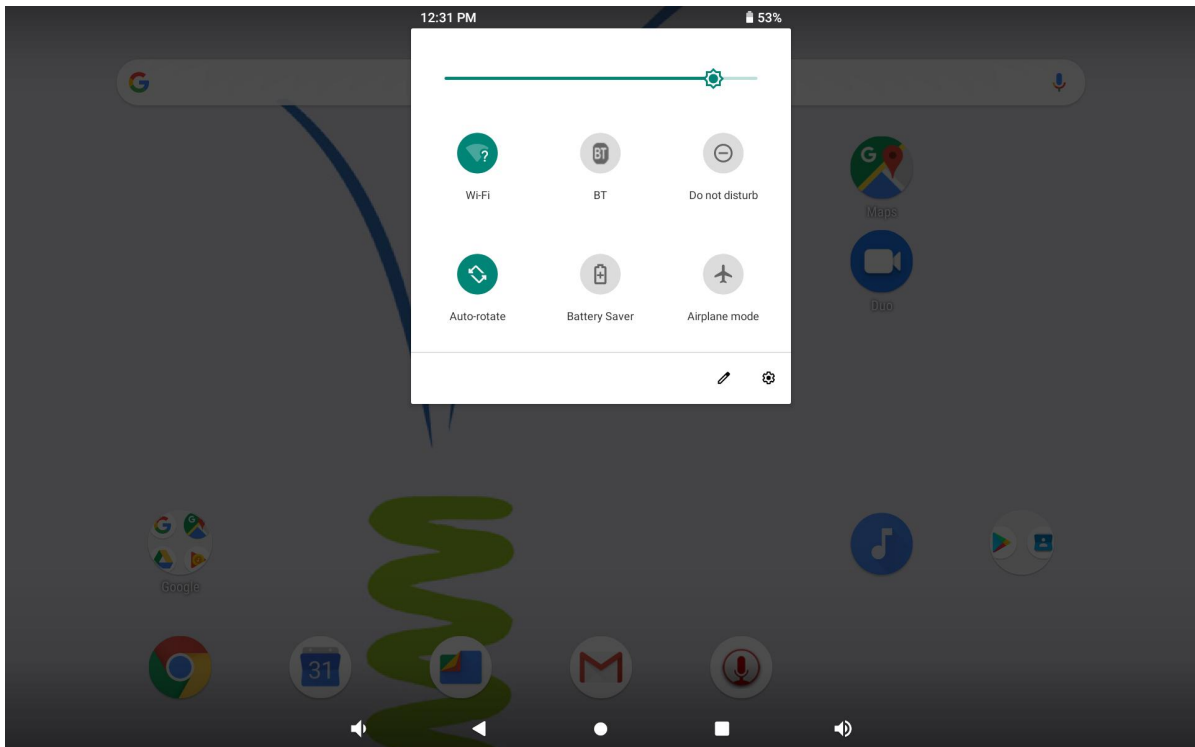 12:31 PM 53%
G
Wi-Fi BT Do not disturb
BT
Maps
Auto-rotate Battery Saver Airplane mode
Duo
Google
31